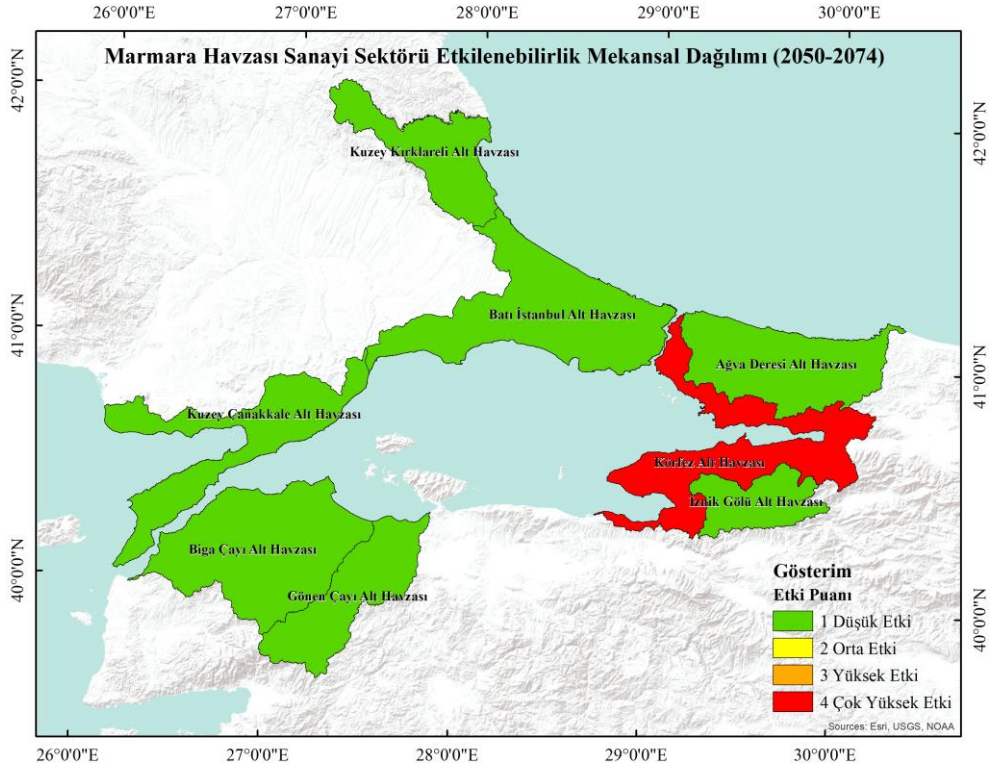 26°0'0"E 27°0'0"E 28°0'0"E 29°0'0"E 30°0'0"E
Marmara Havzası Sanayi Sektörü Etkilenebilirlik Mekansal Dağılımı (2050-2074)
42°0'0"N
42°0'0"N
Kuzey Kırklareli Alt Havzası
Batı İstanbul Alt Havzası
41°0'0"N
Ağva Deresi Alt Havzası
41°0'0"N
Kuzey Çanakkale Alt Havzası
Körfez Alt Havzası
İznik Gölü Alt Havzası
Biga Çayı Alt Havzası
40°0'0"N
Gönen Çayı Alt Havzası
40°0'0"N
Gösterim
Etki Puanı
1 Düşük Etki
2 Orta Etki
3 Yüksek Etki
4 Çok Yüksek Etki
Sources: Esri, USGS, NOAA
26°0'0"E 27°0'0"E 28°0'0"E 29°0'0"E 30°0'0"E